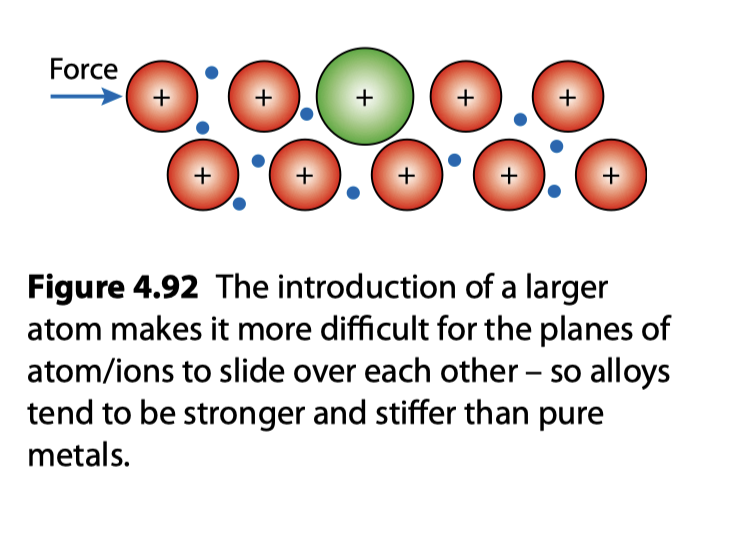 Force
+ + + + +
+ + + + +
Figure 4.92 The introduction of a larger
atom makes it more difficult for the planes of
atom/ions to slide over each other – so alloys
tend to be stronger and stiffer than pure
metals.